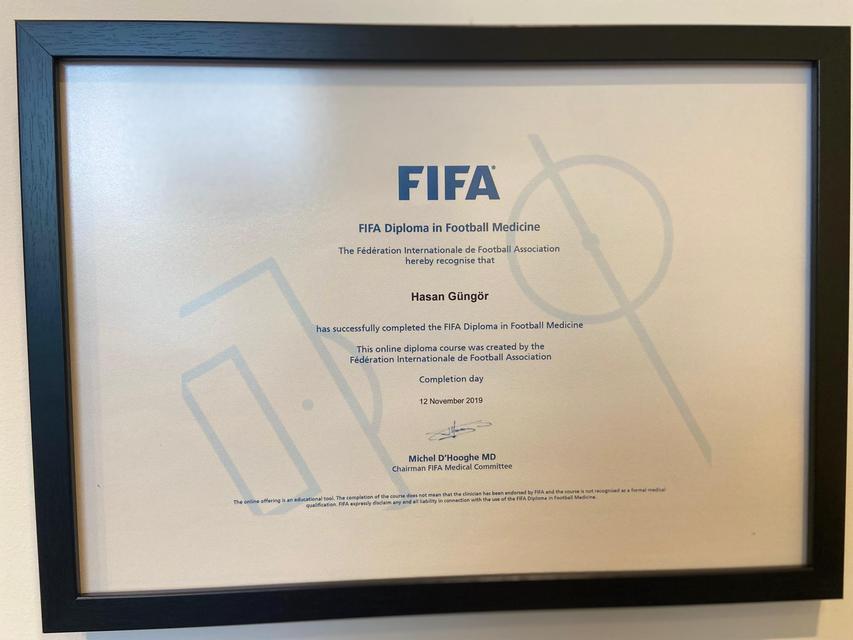 FIFA
FIFA Diploma in Football Medicine
The Fédération Internationale de Football Association
hereby recognise that
Hasan Güngör
has successfully completed the FIFA Diploma in Football Medicine
This online diploma course was created by the
Fédération Internationale de Football Association
Completion day
12 November 2019
Michel D'Hooghe MD
Chairman FIFA Medical Committee
The online offering is an educational tool. The completion of the course does not mean that the clinician has been endorsed by FIFA and the course is not recognised as a formal medical
qualification. FIFA expressly disclaim any and all liability in connection with the use of the FIFA Diploma in Football Medicine.